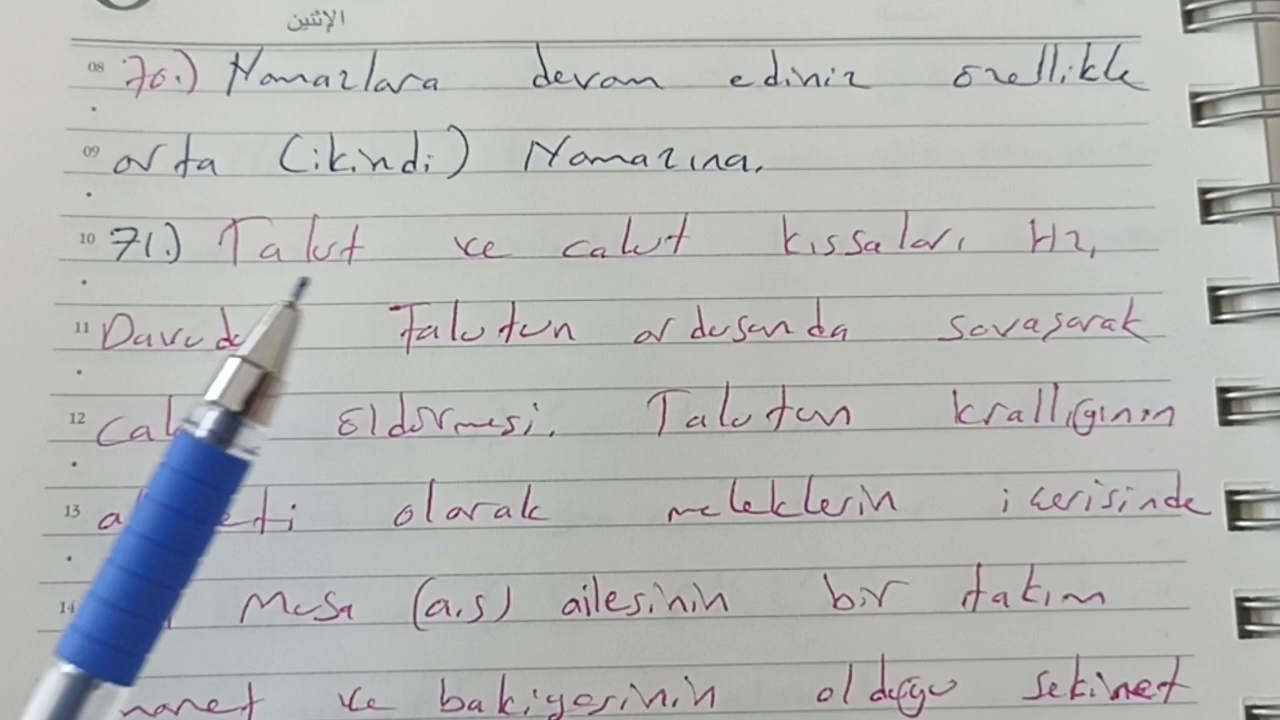 الإثنين
08 70.) Namazlara devam ediniz özellikle
09 orta (ikindi) Namazına.
10 71.) Talut ve calut kıssaları Hz.
11 Talutun ordusunda savaşarak
12 öldürmesi. Talutun krallığının
13 olarak meleklerin içerisinde
14 Musa (a.s) ailesinin bir takım
ve bakiyesinin olduğu sekinet